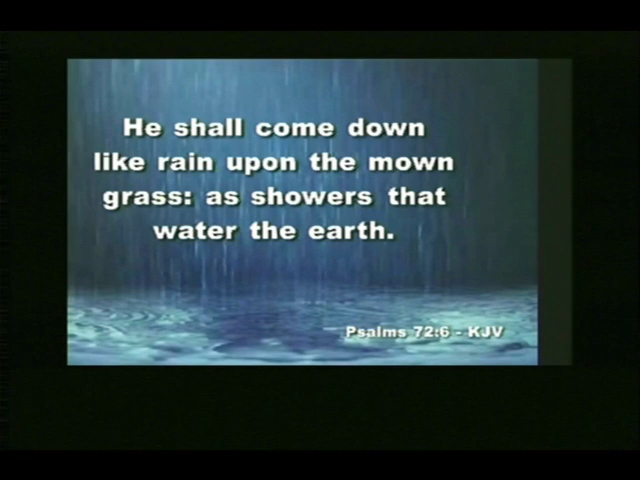 He shall come down
like rain upon the mown
grass: as showers that
water the earth.
Psalms 72:6 - KJV